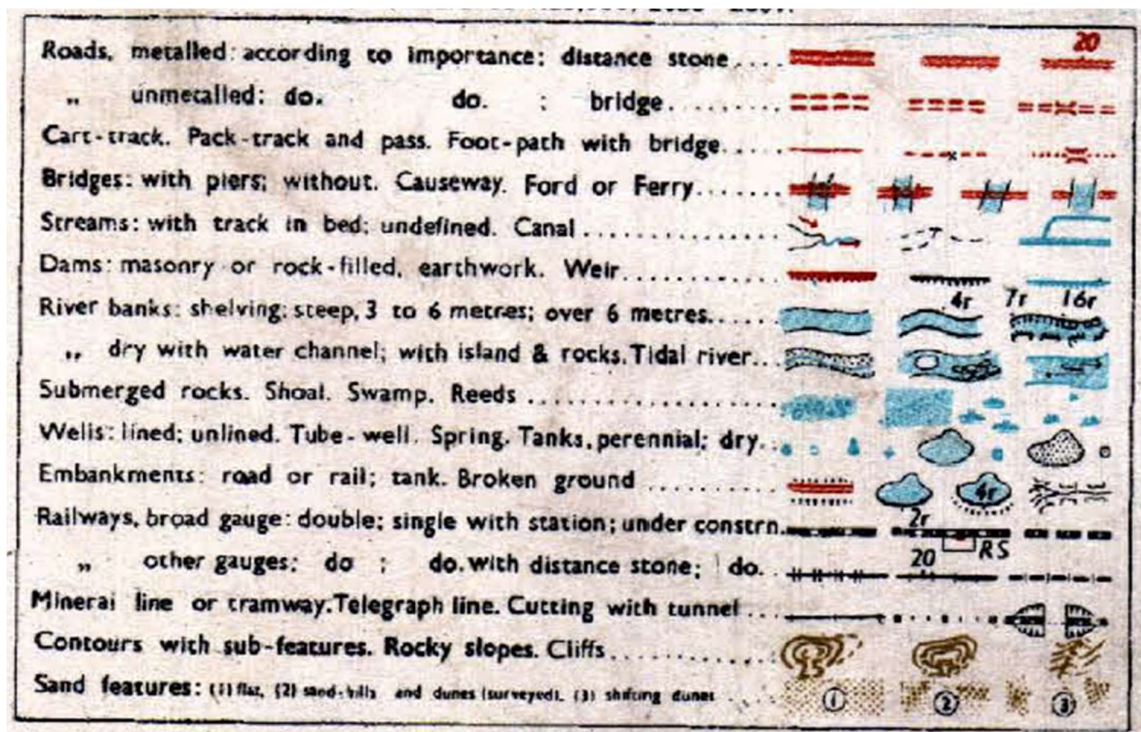 Roads, metalled: according to importance; distance stone.... 20
„ unmetalled: do. do. : bridge........
Cart-track. Pack-track and pass. Foot-path with bridge.....
Bridges: with piers; without. Causeway. Ford or Ferry.......
Streams: with track in bed; undefined. Canal
Dams: masonry or rock-filled, earthwork. Weir
River banks: shelving; steep, 3 to 6 metres; over 6 metres...... 4r 7r 16r
„ dry with water channel; with island & rocks. Tidal river...
Submerged rocks. Shoal. Swamp. Reeds
Wells: lined; unlined. Tube-well. Spring. Tanks, perennial; dry..
Embankments: road or rail; tank. Broken ground 2r 4r
Railways, broad gauge: double; single with station; under constrn. RS
„ other gauges; do ; do. with distance stone; do. 20
Mineral line or tramway. Telegraph line. Cutting with tunnel
Contours with sub-features. Rocky slopes. Cliffs
Sand features: (1) flat, (2) sand-hills and dunes (surveyed), (3) shifting dunes 1 2 3